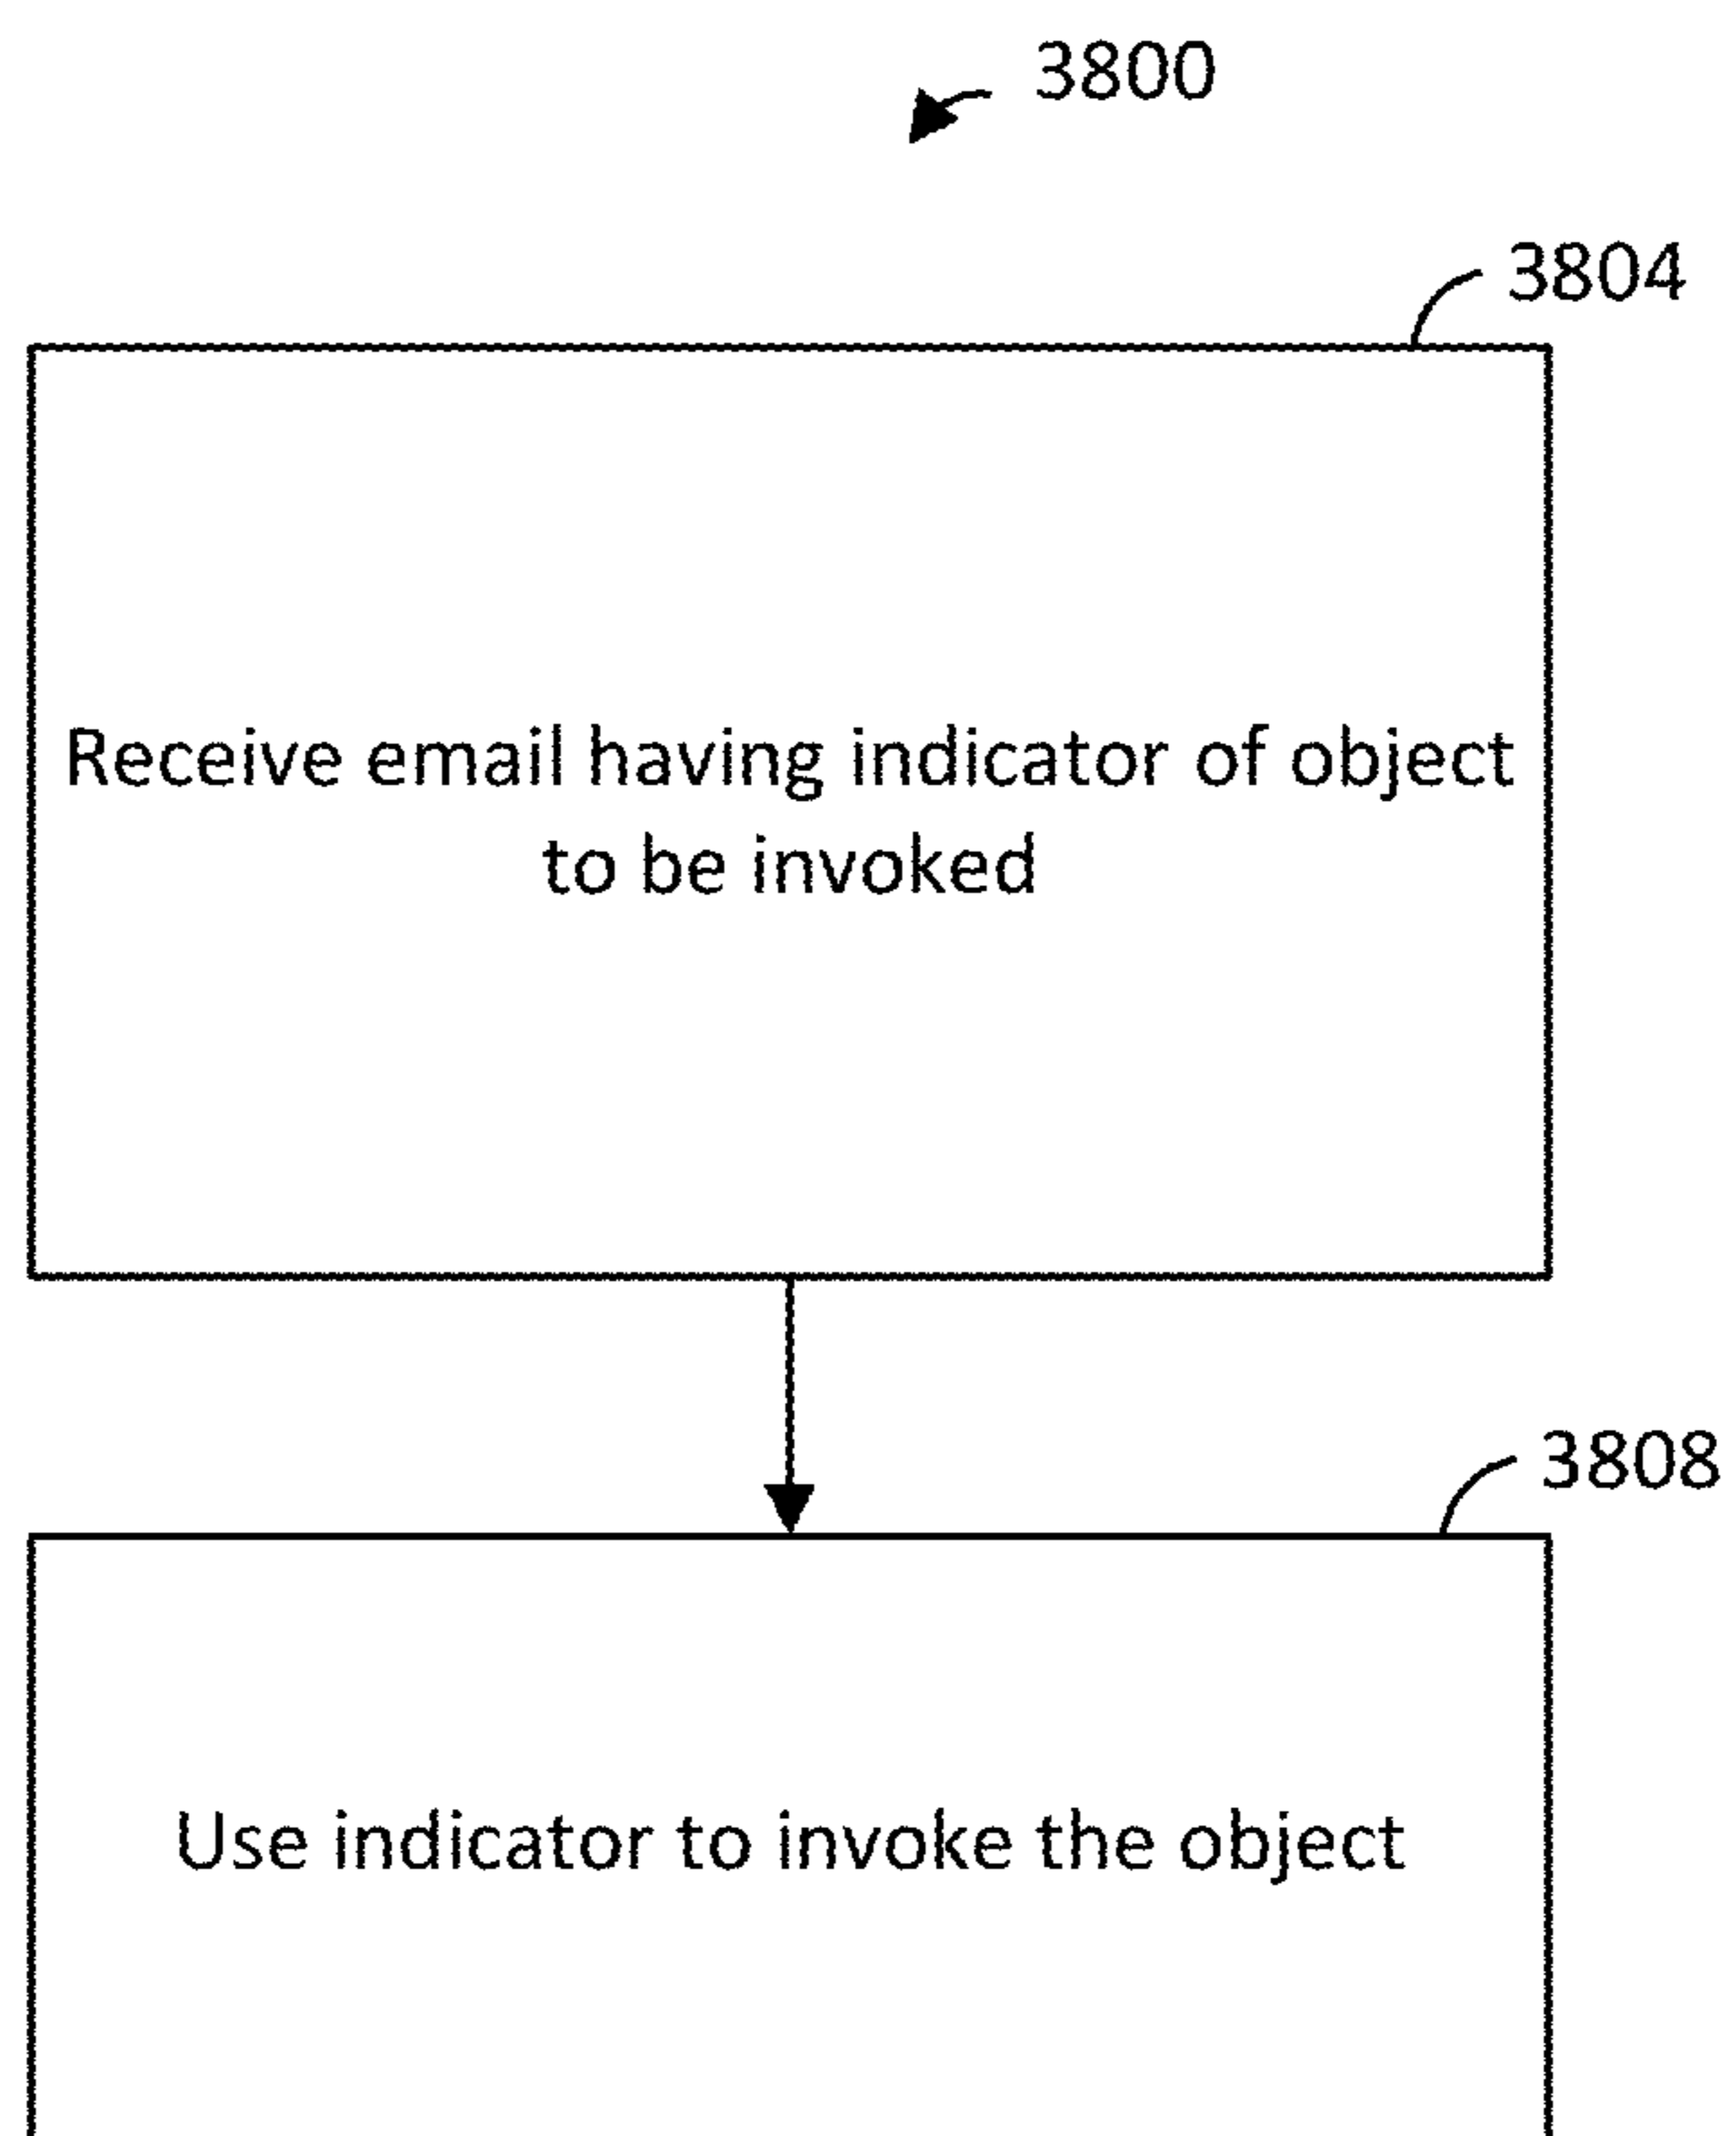 3800
3804
Receive email having indicator of object
to be invoked
3808
Use indicator to invoke the object